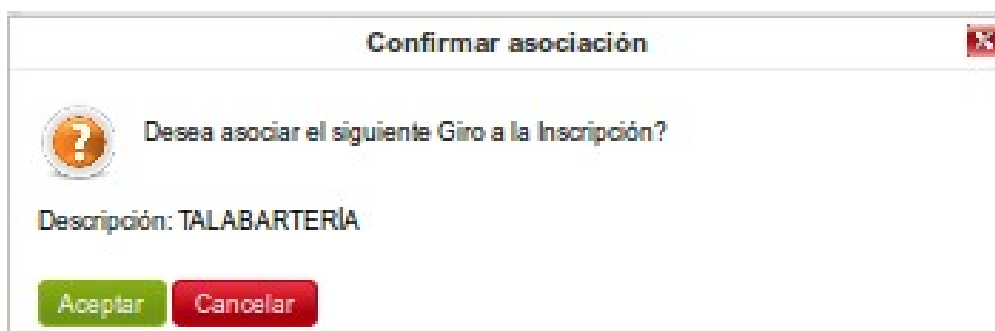 Confirmar asociación
Desea asociar el siguiente Giro a la Inscripción?
Descripción: TALABARTERÍA
Aceptar Cancelar